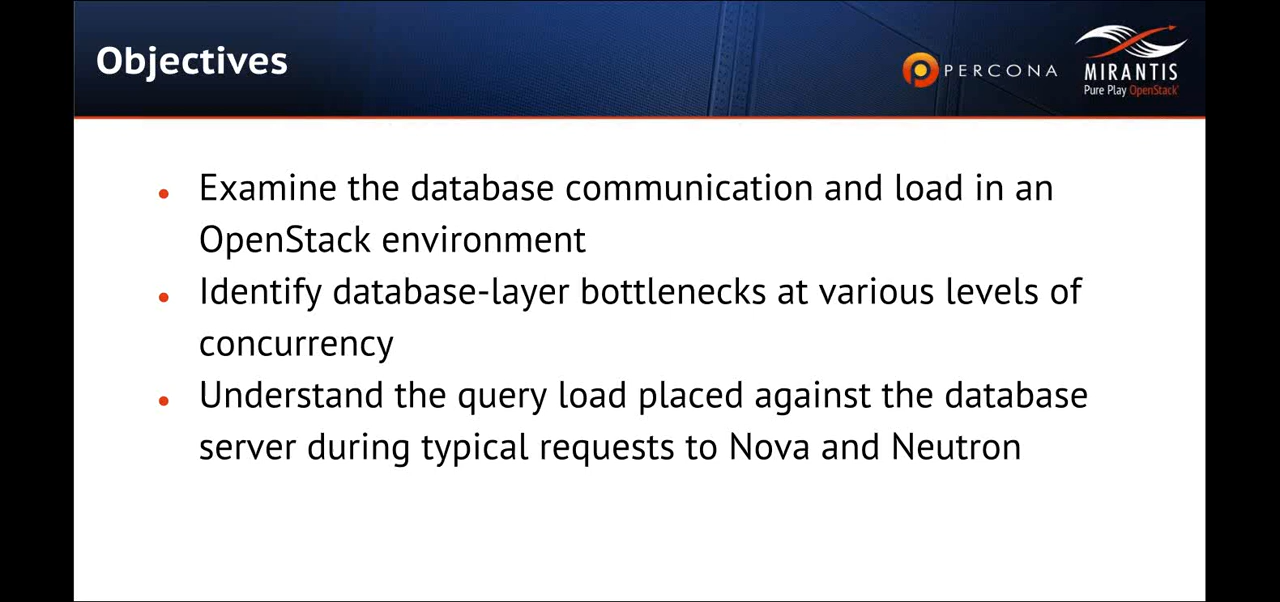 Objectives
PERCONA
MIRANTIS
Pure Play OpenStack®
• Examine the database communication and load in an
OpenStack environment
• Identify database-layer bottlenecks at various levels of
concurrency
• Understand the query load placed against the database
server during typical requests to Nova and Neutron